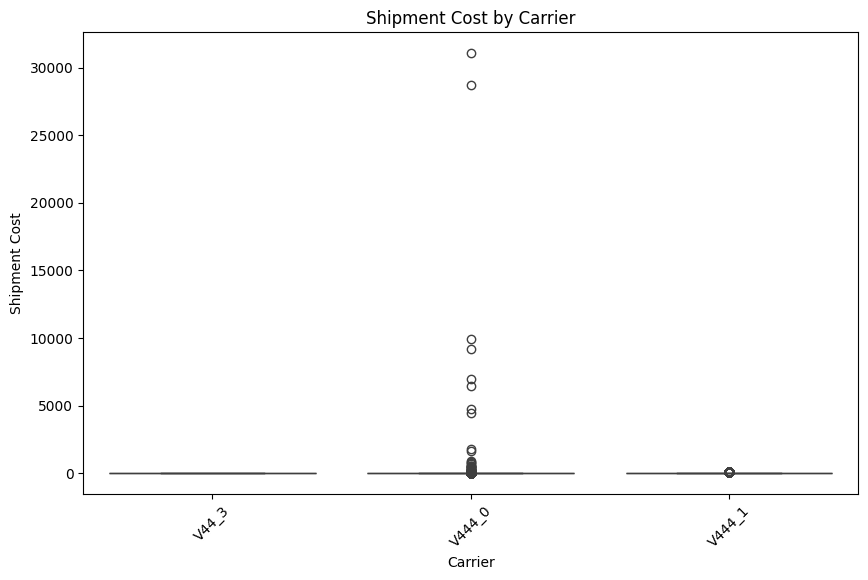 Shipment Cost by Carrier
Shipment Cost
30000
25000
20000
15000
10000
5000
0
V44_3
V444_0
V444_1
Carrier